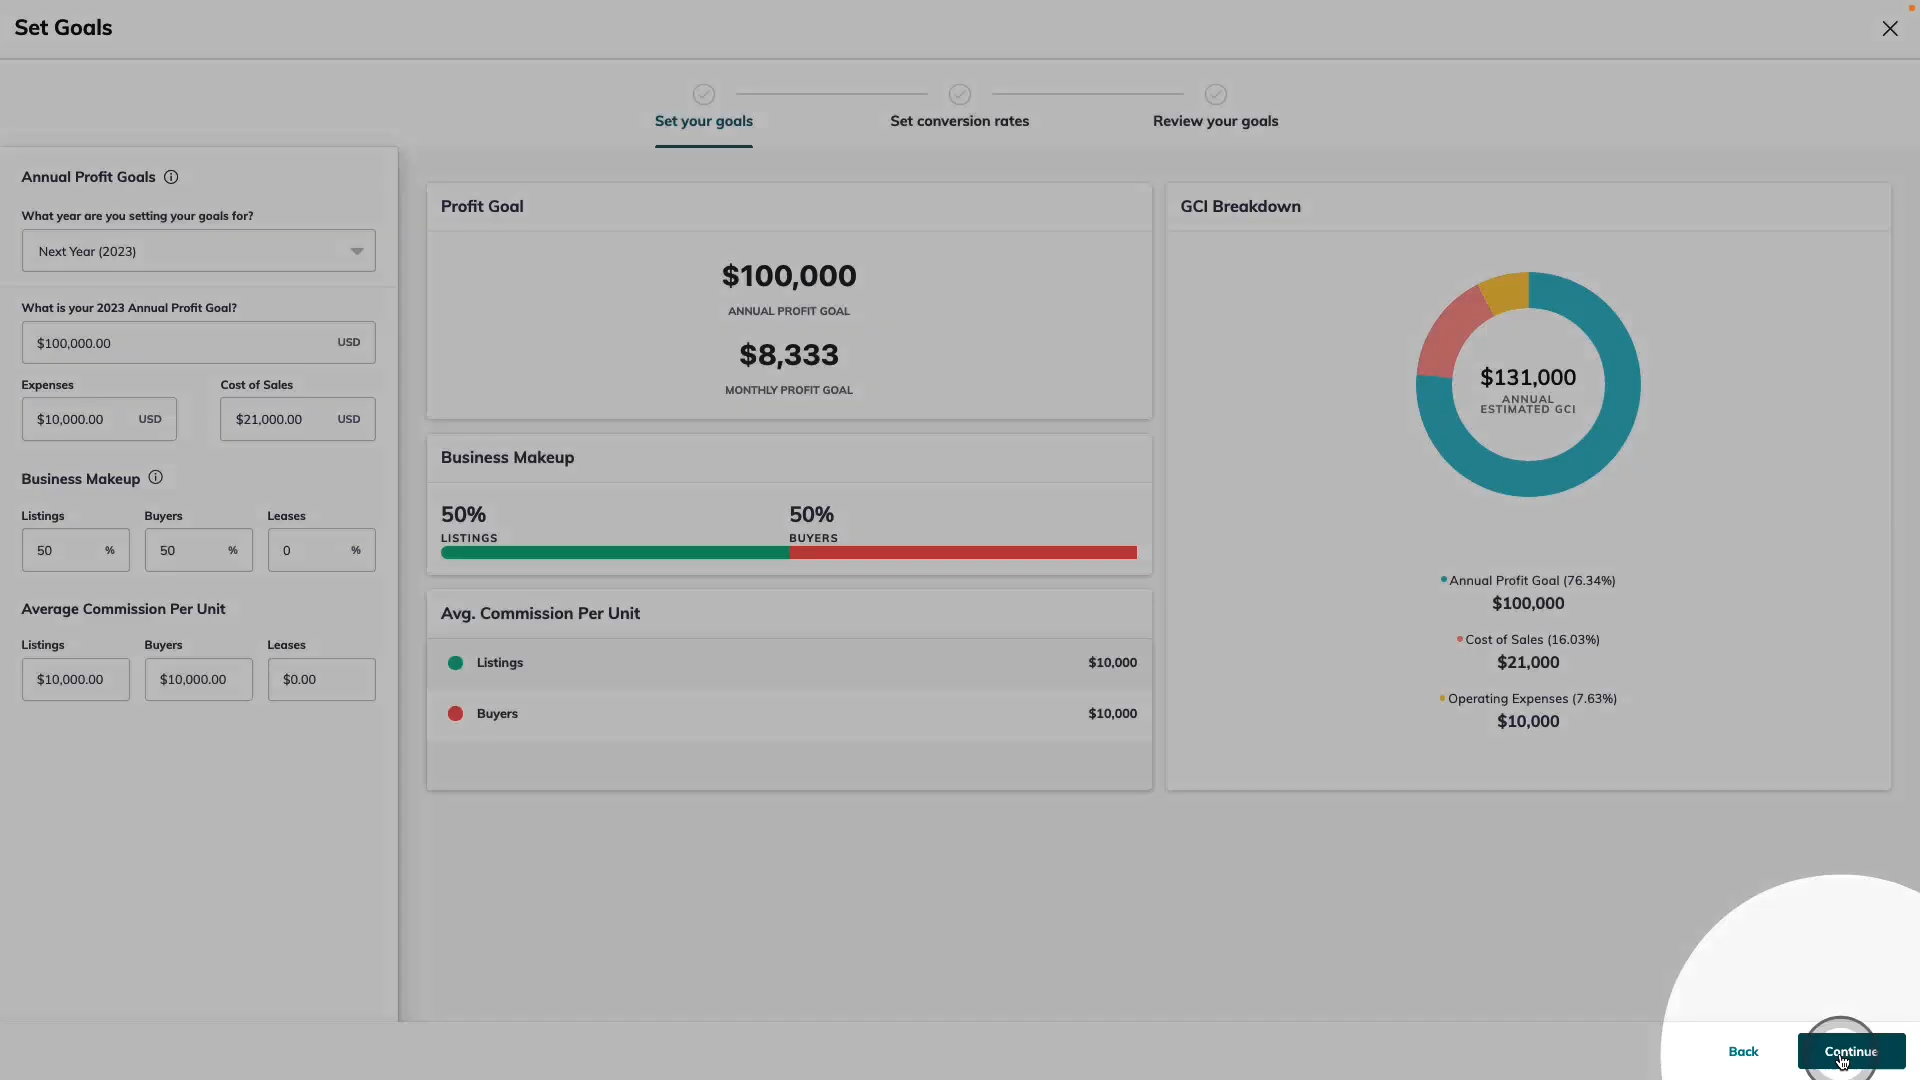 Set Goals
Set your goals
Set conversion rates
Review your goals
Annual Profit Goals
What year are you setting your goals for?
Next Year (2023)
What is your 2023 Annual Profit Goal?
$100,000.00 USD
Expenses
Cost of Sales
$10,000.00 USD
$21,000.00 USD
Business Makeup
Listings
Buyers
Leases
50 %
50 %
0 %
Average Commission Per Unit
Listings
Buyers
Leases
$10,000.00
$10,000.00
$0.00
Profit Goal
$100,000
ANNUAL PROFIT GOAL
$8,333
MONTHLY PROFIT GOAL
Business Makeup
50%
LISTINGS
50%
BUYERS
Avg. Commission Per Unit
Listings $10,000
Buyers $10,000
GCI Breakdown
$131,000
ANNUAL
ESTIMATED GCI
Annual Profit Goal (76.34%)
$100,000
Cost of Sales (16.03%)
$21,000
Operating Expenses (7.63%)
$10,000
Back
Continue